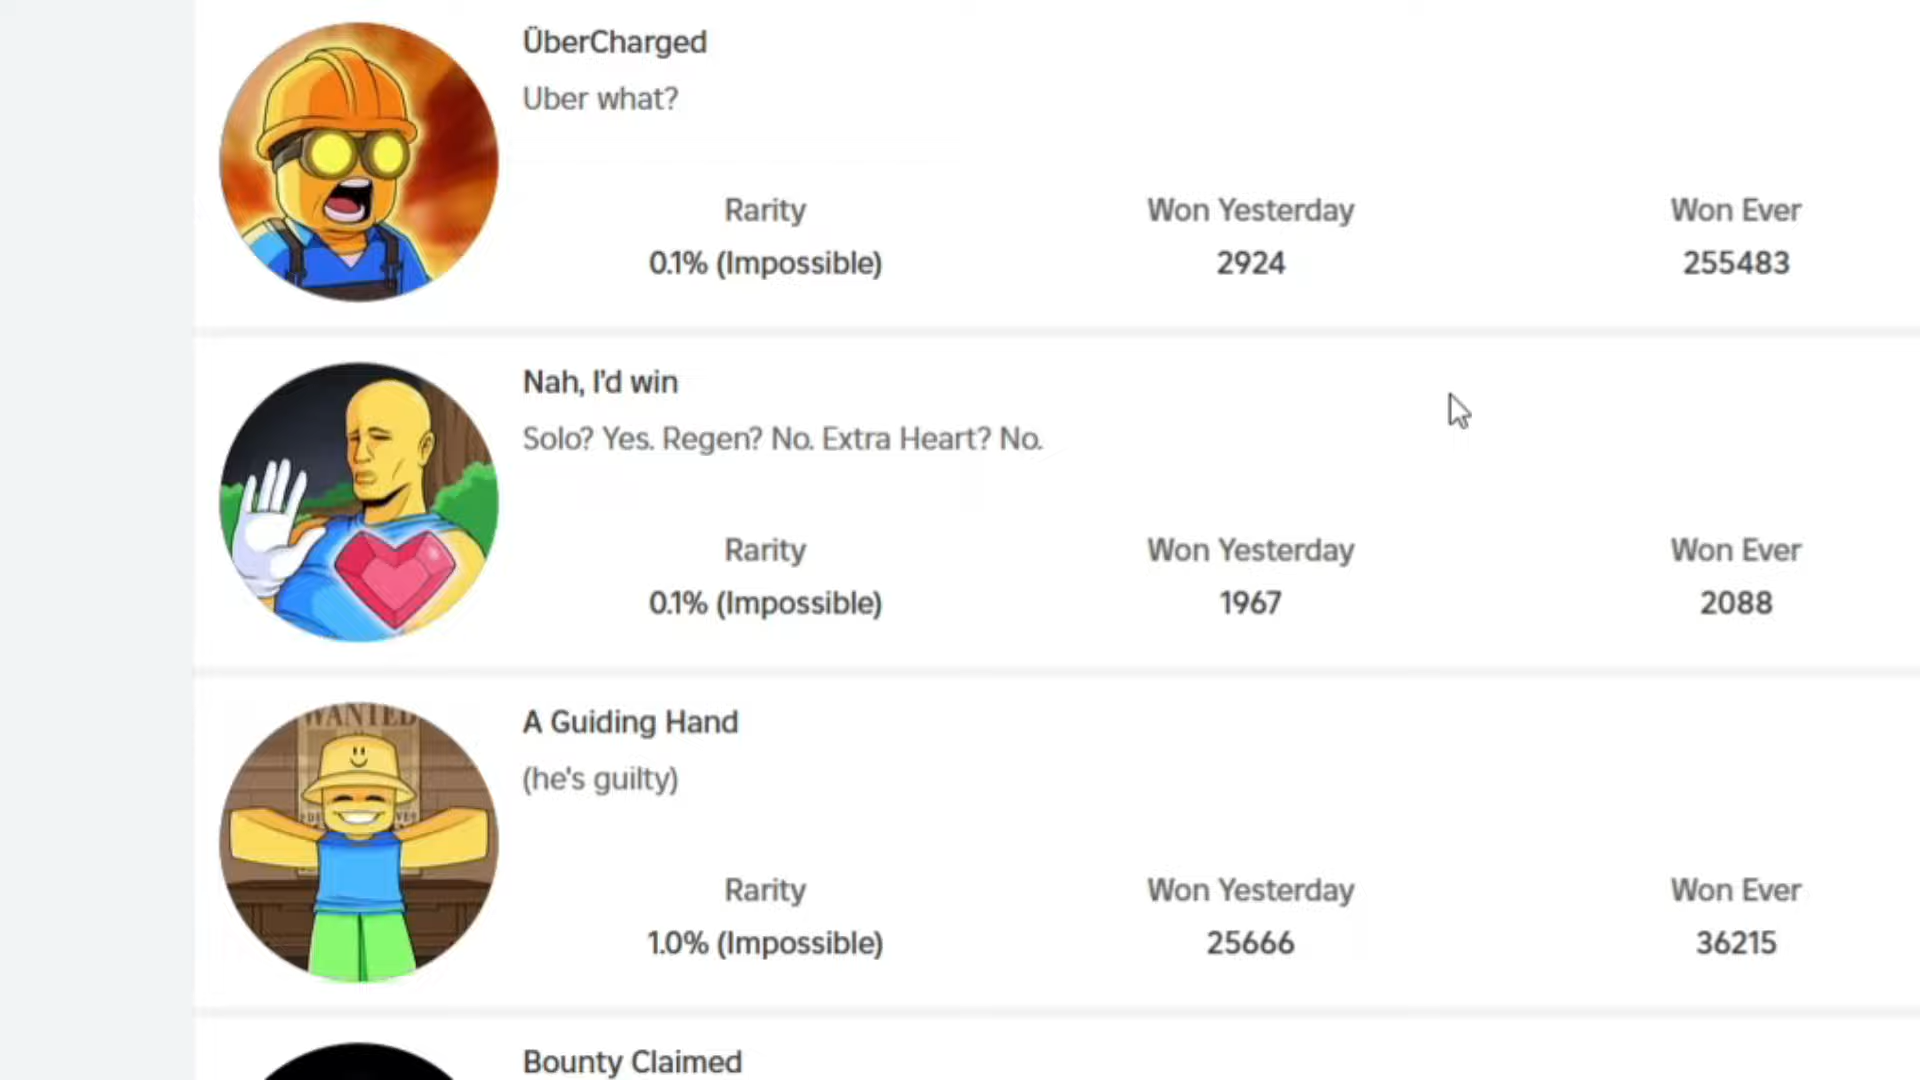 ÜberCharged
Uber what?
Rarity
Won Yesterday
Won Ever
0.1% (Impossible)
2924
255483
Nah, I'd win
Solo? Yes. Regen? No. Extra Heart? No.
Rarity
Won Yesterday
Won Ever
0.1% (Impossible)
1967
2088
WANTED
A Guiding Hand
(he's guilty)
Rarity
Won Yesterday
Won Ever
1.0% (Impossible)
25666
36215
Bounty Claimed